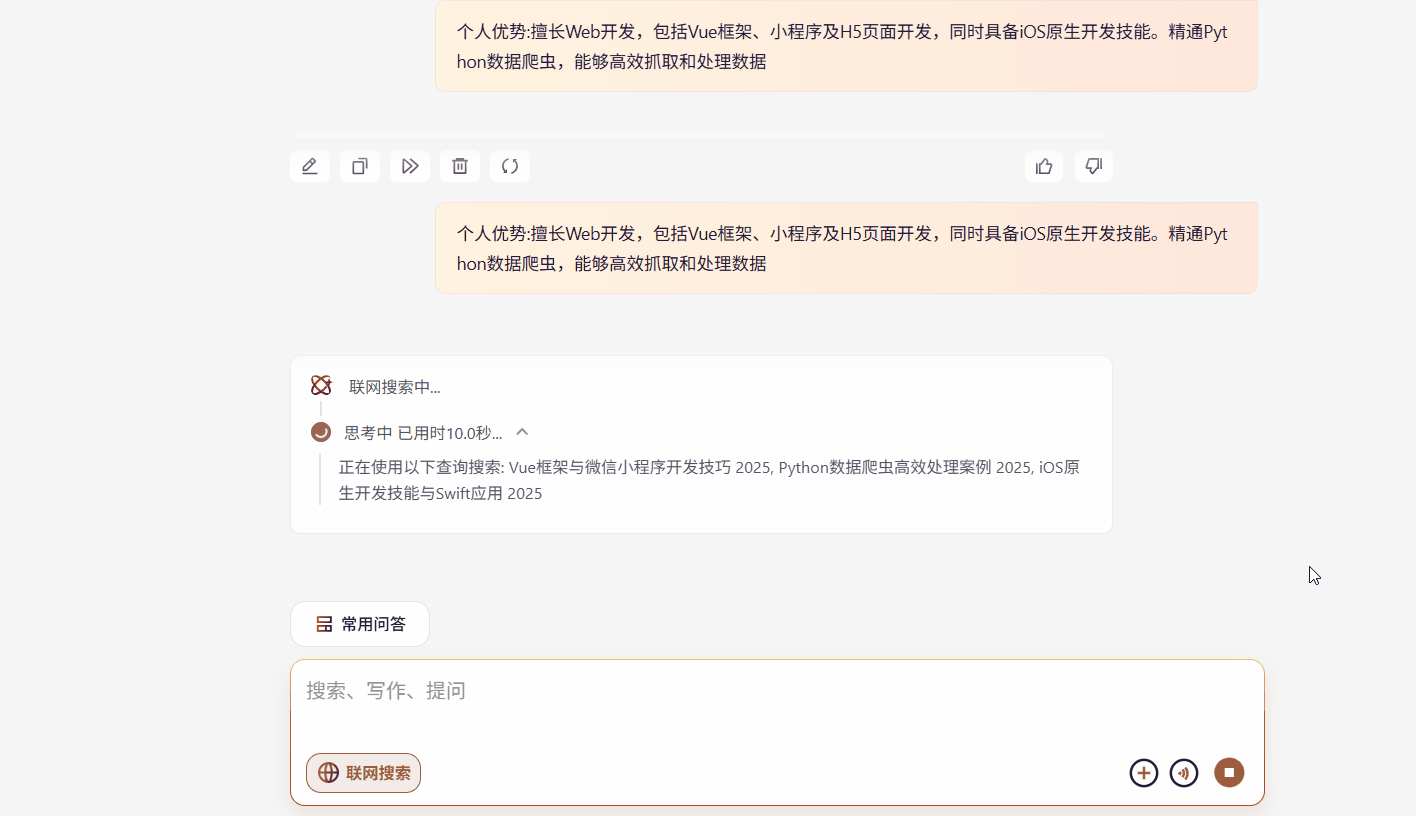 个人优势:擅长Web开发，包括Vue框架、小程序及H5页面开发，同时具备iOS原生开发技能。精通Pyt
hon数据爬虫，能够高效抓取和处理数据
个人优势:擅长Web开发，包括Vue框架、小程序及H5页面开发，同时具备iOS原生开发技能。精通Pyt
hon数据爬虫，能够高效抓取和处理数据
联网搜索中...
思考中 已用时10.0秒...
正在使用以下查询搜索: Vue框架与微信小程序开发技巧 2025, Python数据爬虫高效处理案例 2025, iOS原
生开发技能与Swift应用 2025
常用问答
搜索、写作、提问
联网搜索